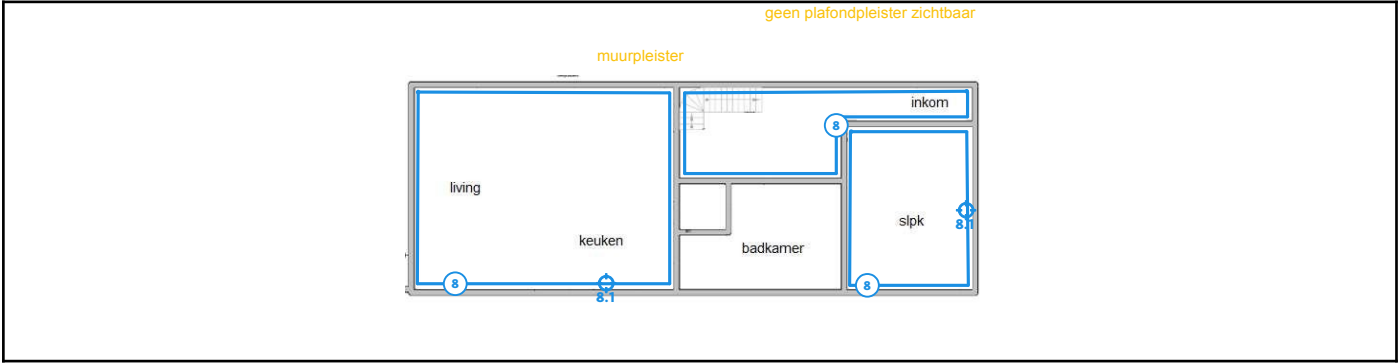 geen plafondpleister zichtbaar
muurpleister
inkom
8
living
slpk
8.1
keuken
badkamer
8
8.1
8